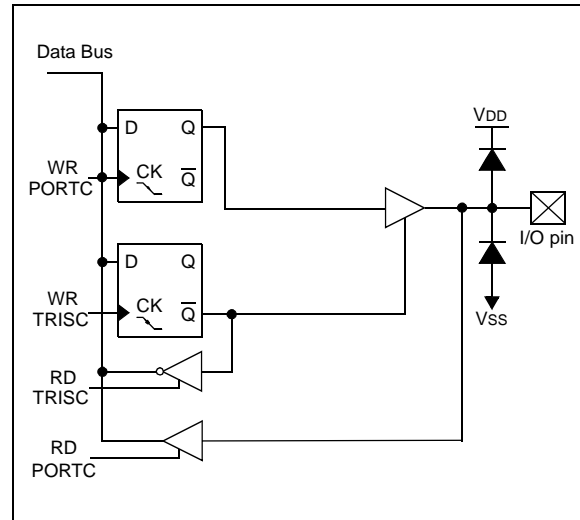 Data Bus
D Q
VDD
WR
PORTC
CK
Q̅
I/O pin
D Q
WR
TRISC
CK
Q̅
VSS
RD
TRISC
RD
PORTC